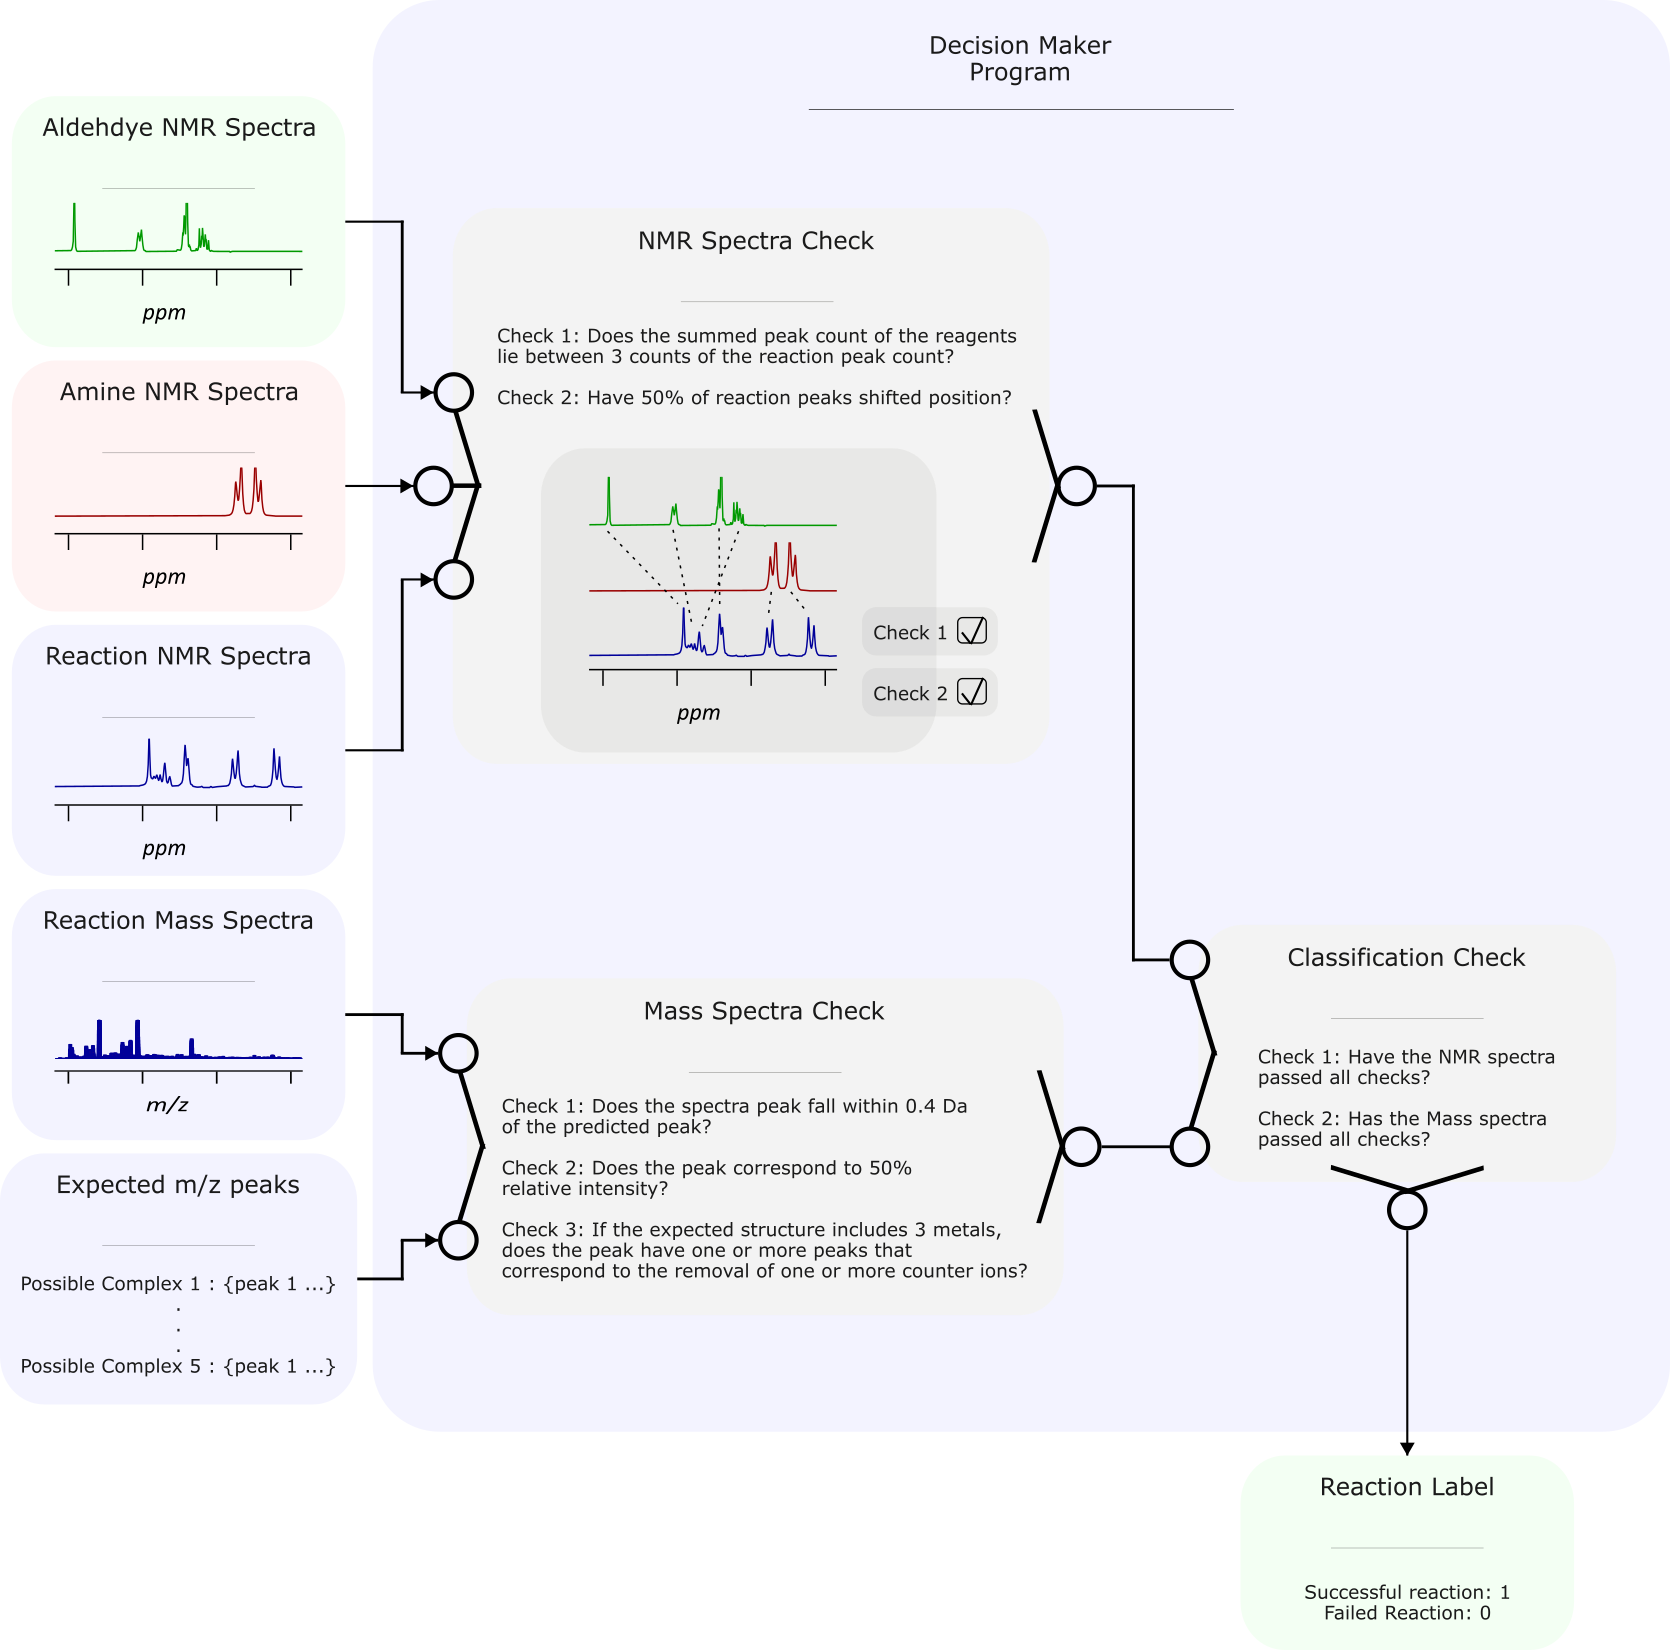 Decision Maker
Program
Aldehdye NMR Spectra
ppm
Amine NMR Spectra
ppm
Reaction NMR Spectra
ppm
Reaction Mass Spectra
m/z
Expected m/z peaks
Possible Complex 1 : {peak 1 ...}
.
.
.
Possible Complex 5 : {peak 1 ...}
NMR Spectra Check
Check 1: Does the summed peak count of the reagents
lie between 3 counts of the reaction peak count?
Check 2: Have 50% of reaction peaks shifted position?
ppm
Check 1
Check 2
Mass Spectra Check
Check 1: Does the spectra peak fall within 0.4 Da
of the predicted peak?
Check 2: Does the peak correspond to 50%
relative intensity?
Check 3: If the expected structure includes 3 metals,
does the peak have one or more peaks that
correspond to the removal of one or more counter ions?
Classification Check
Check 1: Have the NMR spectra
passed all checks?
Check 2: Has the Mass spectra
passed all checks?
Reaction Label
Successful reaction: 1
Failed Reaction: 0